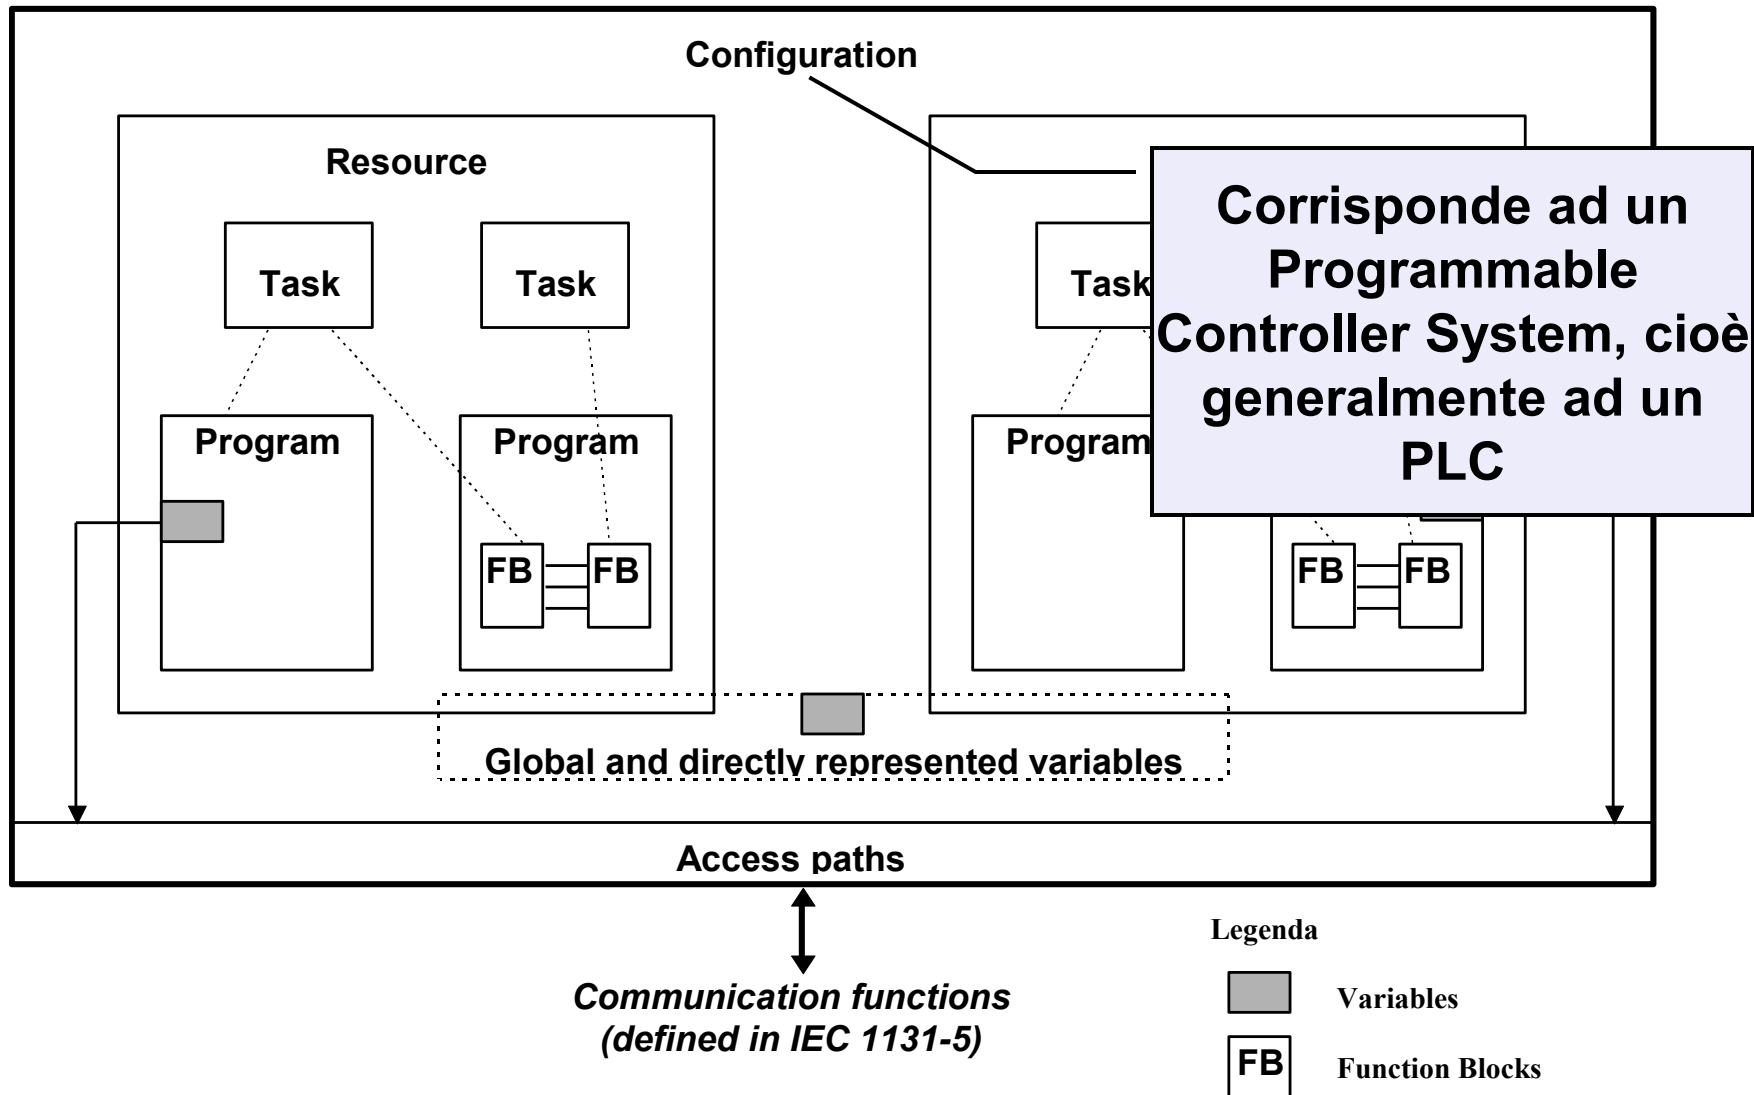 Configuration
Resource
Corrisponde ad un
Programmable
Controller System, cioè
generalmente ad un
PLC
Task
Task
Task
Program
Program
Program
FB
FB
FB
FB
Global and directly represented variables
Access paths
Communication functions
(defined in IEC 1131-5)
Legenda
Variables
FB
Function Blocks